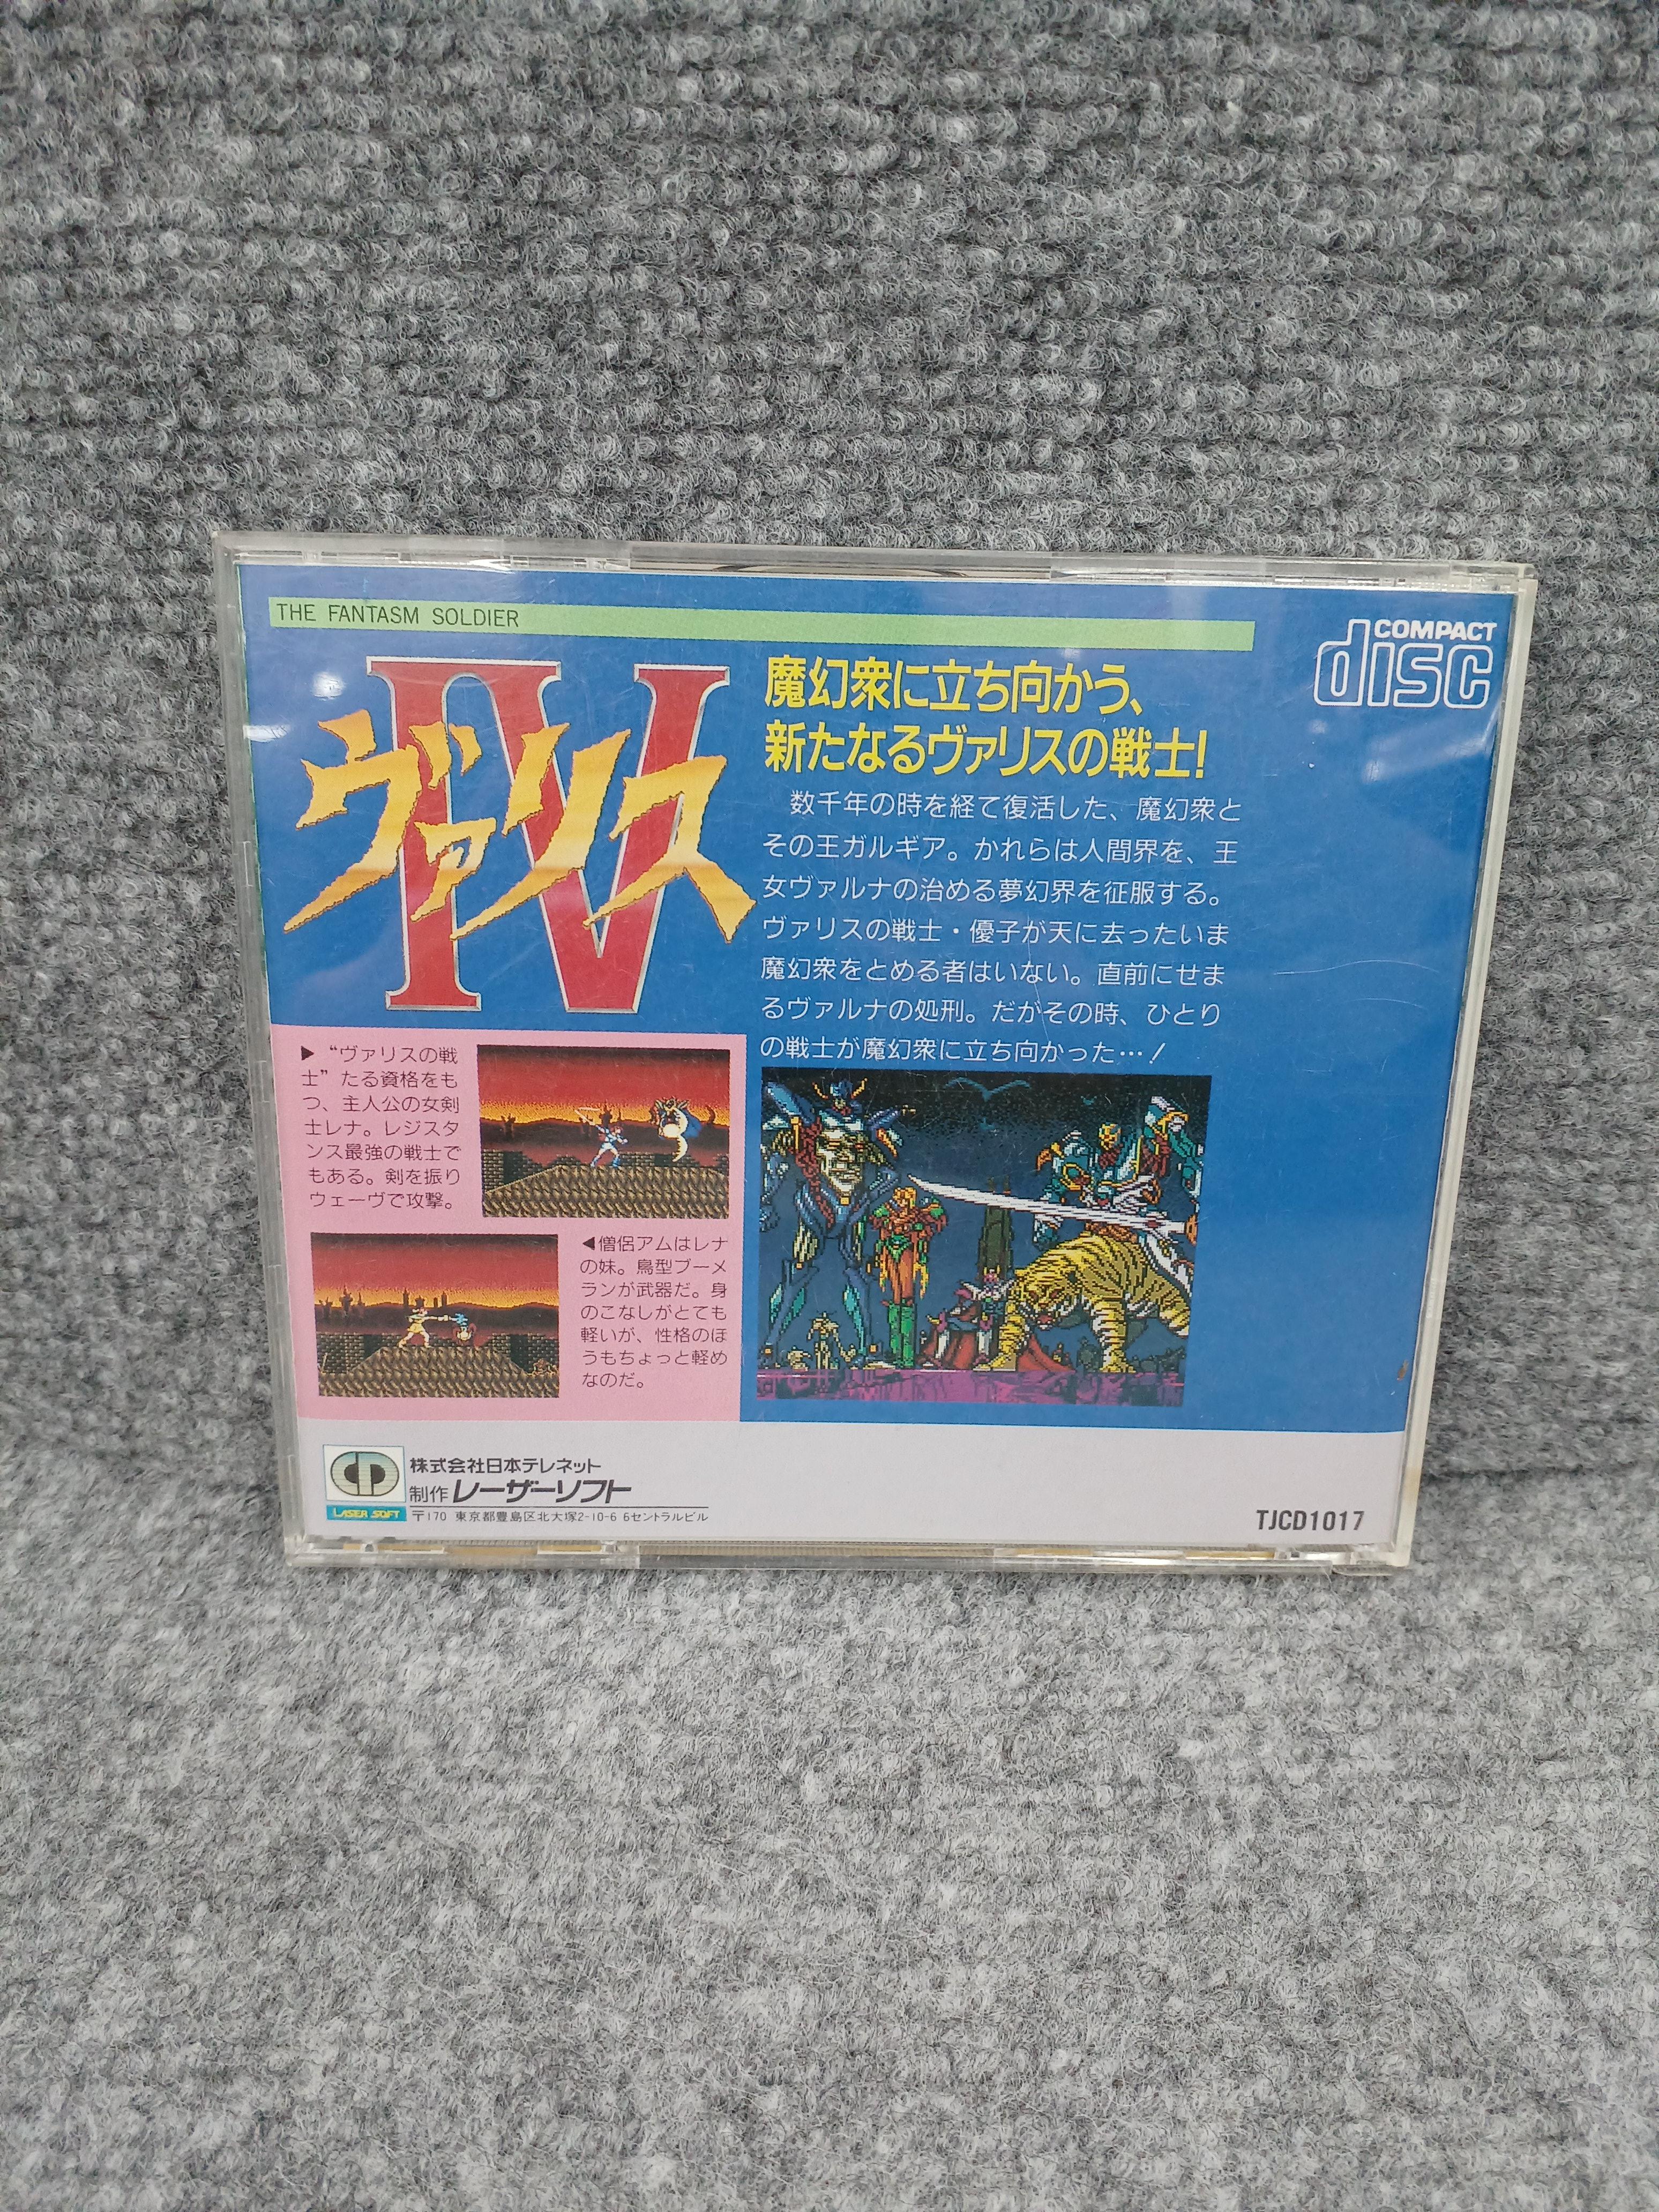 THE FANTASM SOLDIER
COMPACT
disc
IV
ヴァリス
魔幻衆に立ち向かう、
新たなるヴァリスの戦士!
数千年の時を経て復活した、魔幻衆と
その王ガルギア。かれらは人間界を、王
女ヴァルナの治める夢幻界を征服する。
ヴァリスの戦士・優子が天に去ったいま
魔幻衆をとめる者はいない。直前にせま
るヴァルナの処刑。だがその時、ひとり
の戦士が魔幻衆に立ち向かった…!
▶“ヴァリスの戦
士”たる資格をも
つ、主人公の女剣
士レナ。レジスタ
ンス最強の戦士で
もある。剣を振り
ウェーヴで攻撃。
◀僧侶アムはレナ
の妹。鳥型ブーメ
ランが武器だ。身
のこなしがとても
軽いが、性格のほ
うもちょっと軽め
なのだ。
CD
LASER SOFT
株式会社日本テレネット
制作 レーザーソフト
〒170 東京都豊島区北大塚2-10-6 6セントラルビル
TJCD1017